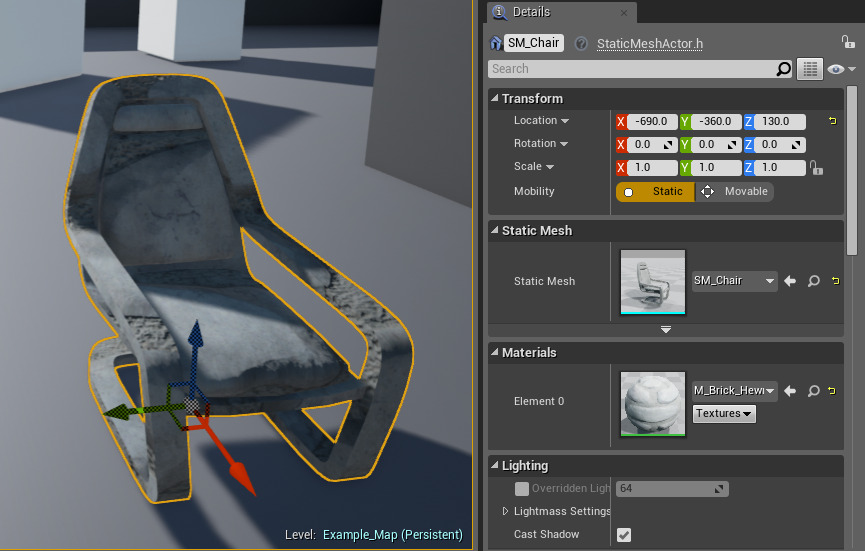 Details
SM_Chair
StaticMeshActor.h
Search
Transform
Location X -690.0 Y -360.0 Z 130.0
Rotation X 0.0 Y 0.0 Z 0.0
Scale X 1.0 Y 1.0 Z 1.0
Mobility Static Movable
Static Mesh
Static Mesh SM_Chair
Materials
Element 0 M_Brick_Hew
Textures
Lighting
Overridden Ligh 64
Lightmass Settings
Cast Shadow
Level: Example_Map (Persistent)